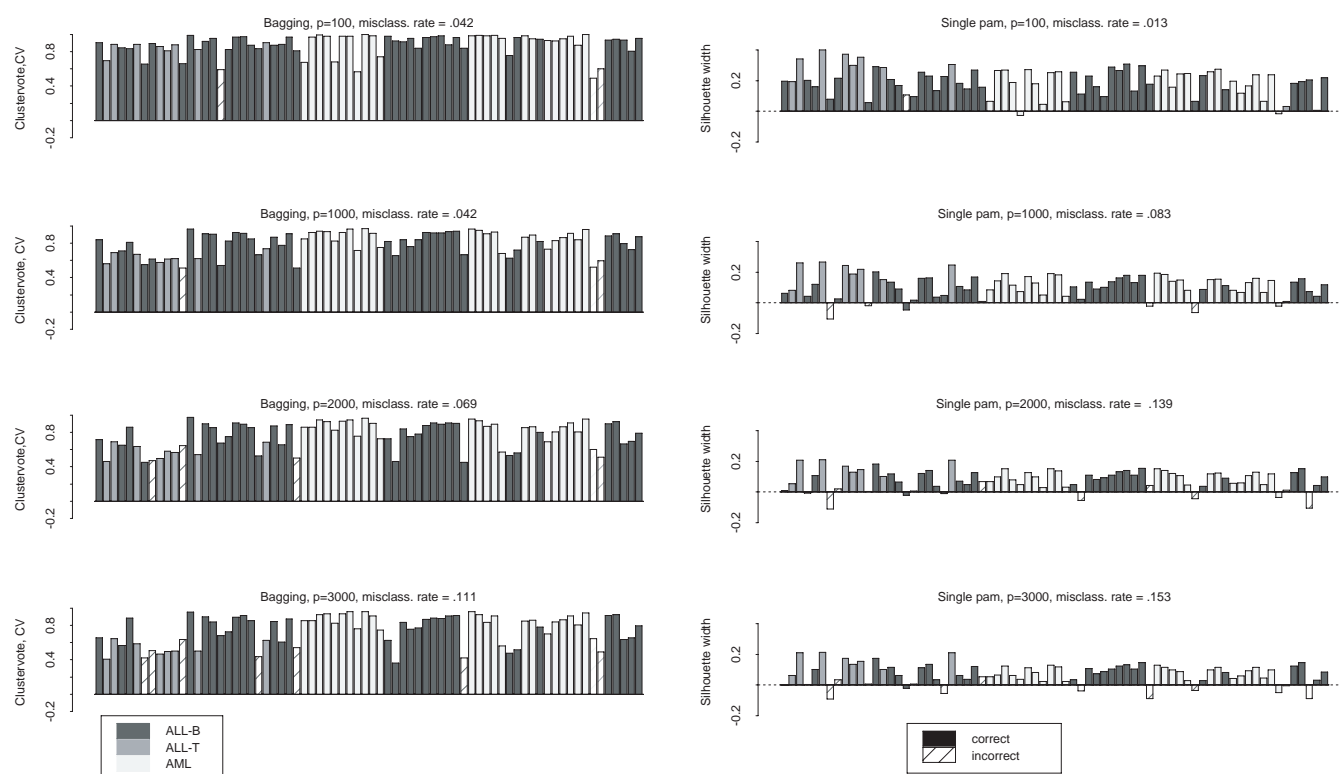 Bagging, p=100, misclass. rate = .042
Clustervote,CV
0.8
0.4
-0.2
Single pam, p=100, misclass. rate = .013
Silhouette width
0.2
-0.2
Bagging, p=1000, misclass. rate = .042
Clustervote, CV
0.8
0.4
-0.2
Single pam, p=1000, misclass. rate = .083
Silhouette width
0.2
-0.2
Bagging, p=2000, misclass. rate = .069
Clustervote,CV
0.8
0.4
-0.2
Single pam, p=2000, misclass. rate = .139
Silhouette width
0.2
-0.2
Bagging, p=3000, misclass. rate = .111
Clustervote, CV
0.8
0.4
-0.2
Single pam, p=3000, misclass. rate = .153
Silhouette width
0.2
-0.2
ALL-B
ALL-T
AML
correct
incorrect